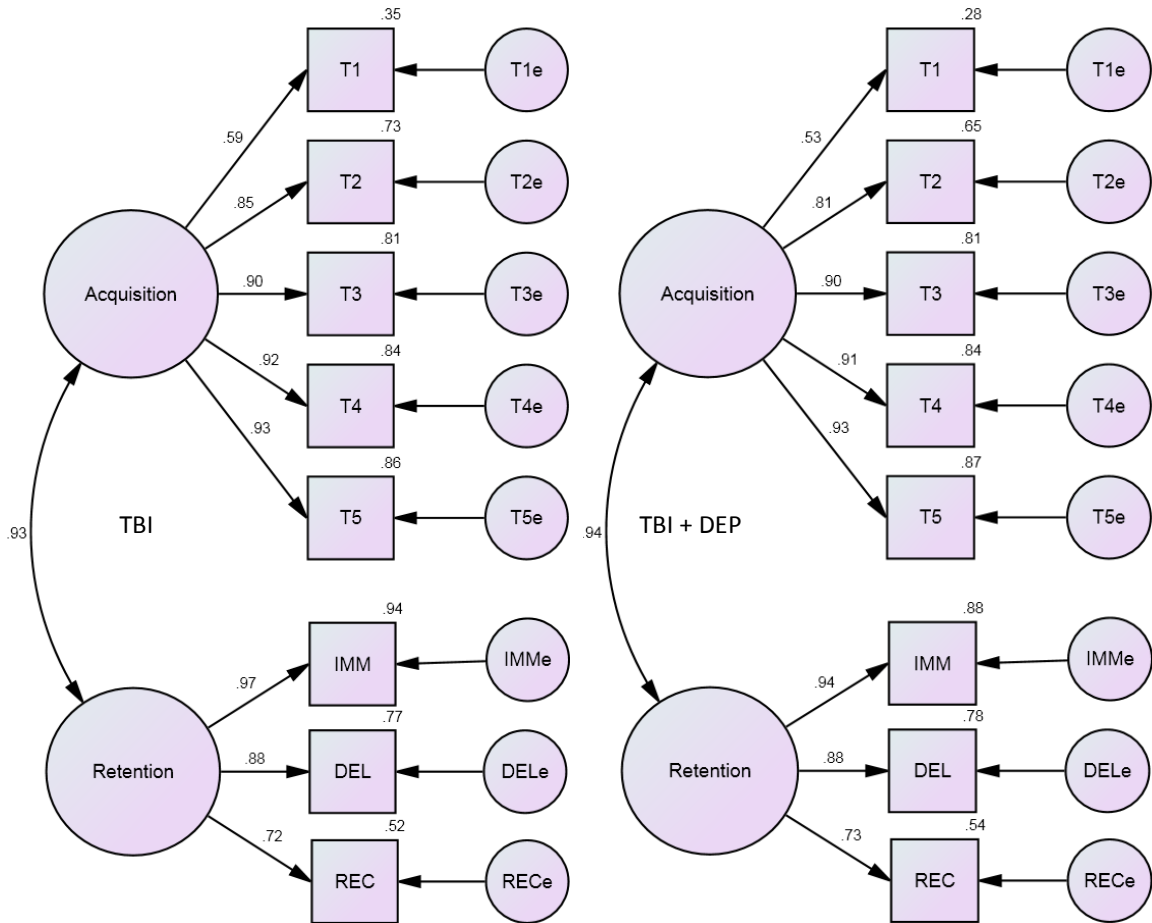 .35
T1
T1e
.59
.73
T2
T2e
.85
.81
Acquisition
.90
T3
T3e
.84
.92
T4
T4e
.93
.86
T5
T5e
.93
TBI
.94
IMM
IMMe
.97
.77
Retention
.88
DEL
DELe
.52
.72
REC
RECe
.28
T1
T1e
.53
.65
T2
T2e
.81
.81
Acquisition
.90
T3
T3e
.84
.91
T4
T4e
.93
.87
T5
T5e
.94
TBI + DEP
.88
IMM
IMMe
.94
.78
Retention
.88
DEL
DELe
.54
.73
REC
RECe